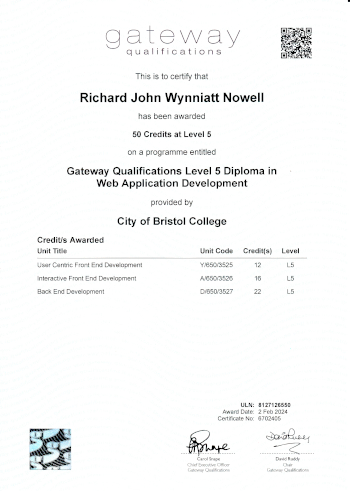 gateway
qualifications
This is to certify that
Richard John Wynniatt Nowell
has been awarded
50 Credits at Level 5
on a programme entitled
Gateway Qualifications Level 5 Diploma in
Web Application Development
provided by
City of Bristol College
Credit/s Awarded
Unit Title Unit Code Credit(s) Level
User Centric Front End Development Y/650/3525 12 L5
Interactive Front End Development A/650/3526 16 L5
Back End Development D/650/3527 22 L5
ULN: 8127126550
Award Date: 2 Feb 2024
Certificate No. 6702405
Carol Snape
Chief Executive Officer
Gateway Qualifications
David Ruddy
Chair
Gateway Qualifications